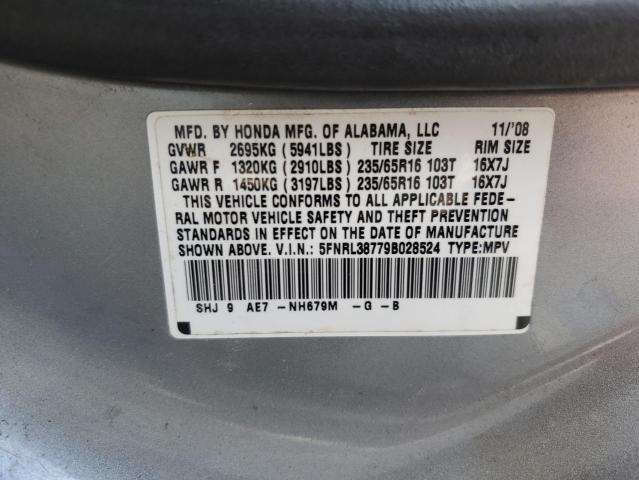 MFD. BY HONDA MFG. OF ALABAMA, LLC 11/'08
GVWR 2695KG (5941LBS) TIRE SIZE RIM SIZE
GAWR F 1320KG (2910LBS) 235/65R16 103T 16X7J
GAWR R 1450KG (3197LBS) 235/65R16 103T 16X7J
THIS VEHICLE CONFORMS TO ALL APPLICABLE FEDE-
RAL MOTOR VEHICLE SAFETY AND THEFT PREVENTION
STANDARDS IN EFFECT ON THE DATE OF MANUFACTURE
SHOWN ABOVE. V.I.N.: 5FNRL38779B028524 TYPE:MPV
SHJ 9 AE7 -NH679M -G -B